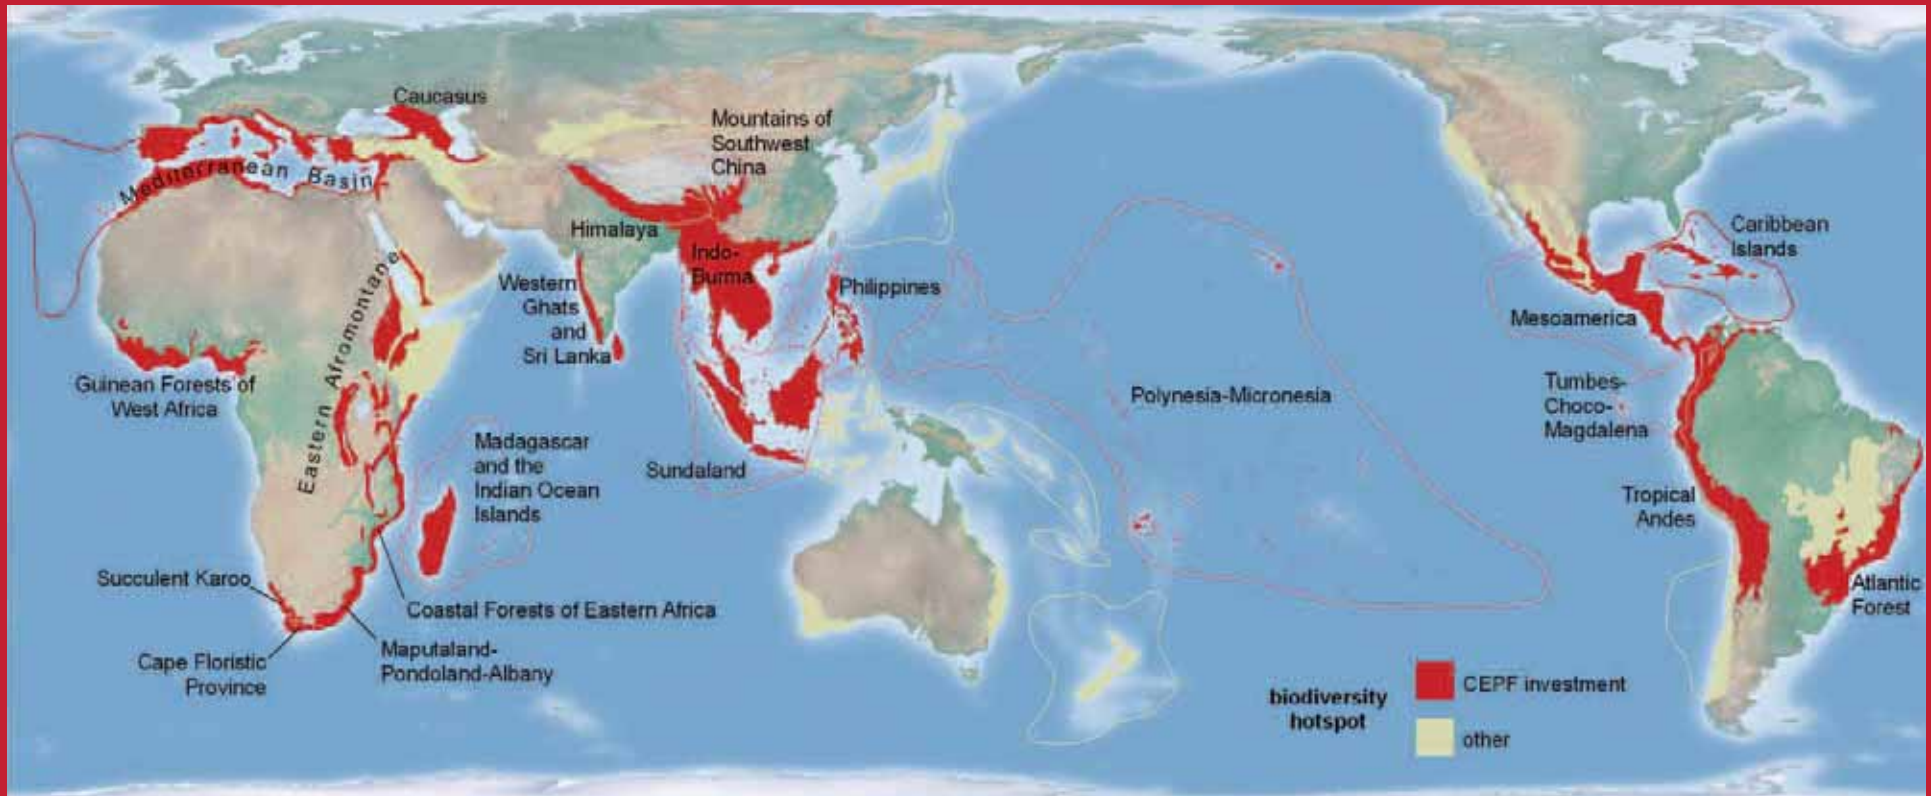 Caucasus
Mountains of
Southwest
China
Mediterranean Basin
Himalaya
Indo-
Burma
Caribbean
Islands
Western
Ghats
and
Sri Lanka
Philippines
Mesoamerica
Eastern Afromontane
Guinean Forests of
West Africa
Polynesia-Micronesia
Tumbes-
Choco-
Magdalena
Madagascar
and the
Indian Ocean
Islands
Sundaland
Tropical
Andes
Succulent Karoo
Coastal Forests of Eastern Africa
Atlantic
Forest
Cape Floristic
Province
Maputaland-
Pondoland-Albany
biodiversity
hotspot
CEPF investment
other